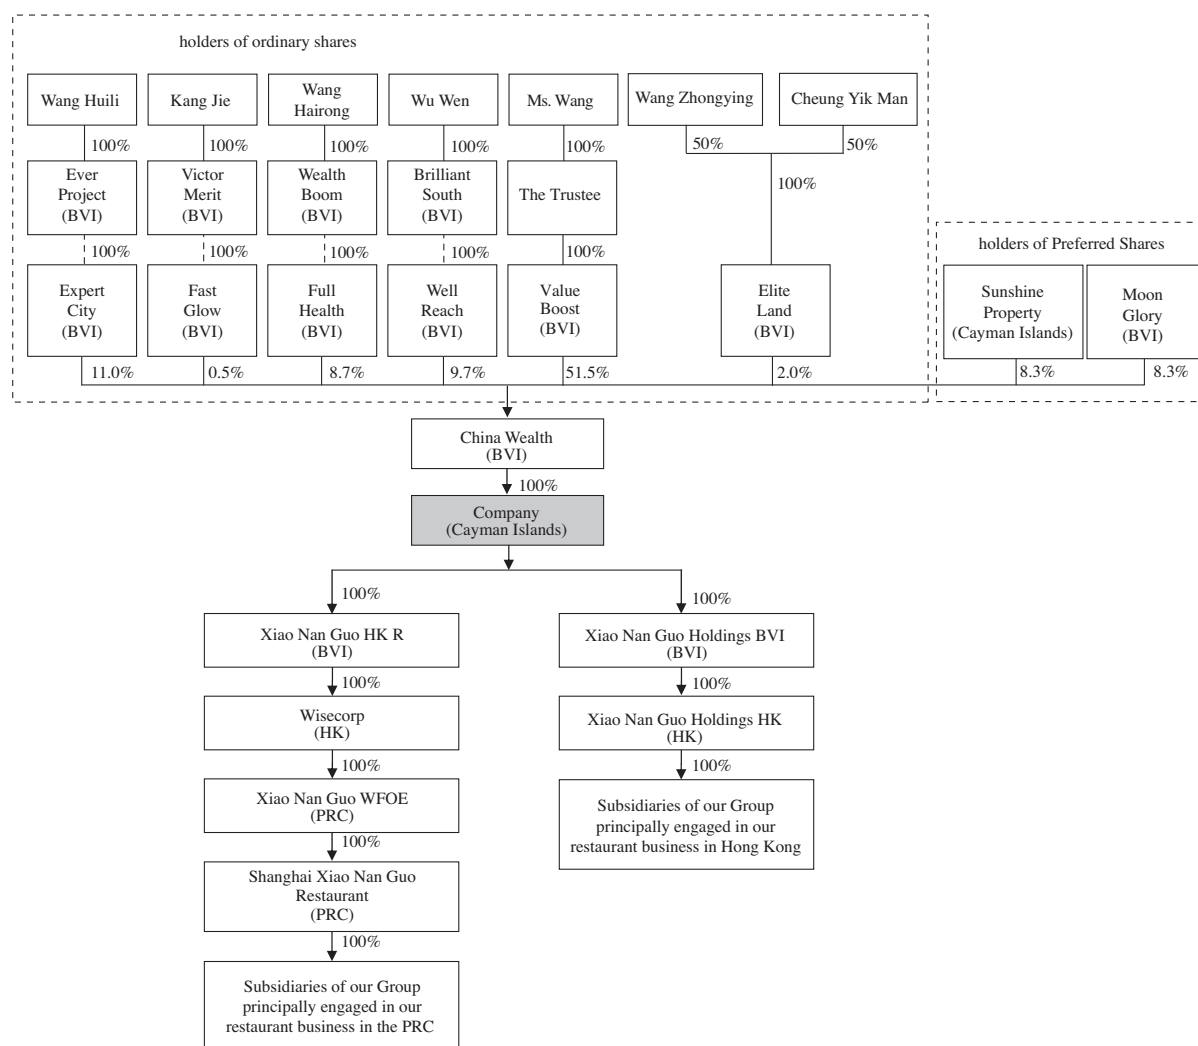 holders of ordinary shares
Wang Huili
Kang Jie
Wang
Hairong
Wu Wen
Ms. Wang
Wang Zhongying
Cheung Yik Man
100%
100%
100%
100%
100%
50%
50%
Ever
Project
(BVI)
Victor
Merit
(BVI)
Wealth
Boom
(BVI)
Brilliant
South
(BVI)
The Trustee
100%
holders of Preferred Shares
100%
100%
100%
100%
100%
Expert
City
(BVI)
Fast
Glow
(BVI)
Full
Health
(BVI)
Well
Reach
(BVI)
Value
Boost
(BVI)
Elite
Land
(BVI)
Sunshine
Property
(Cayman Islands)
Moon
Glory
(BVI)
11.0%
0.5%
8.7%
9.7%
51.5%
2.0%
8.3%
8.3%
China Wealth
(BVI)
100%
Company
(Cayman Islands)
100%
100%
Xiao Nan Guo HK R
(BVI)
Xiao Nan Guo Holdings BVI
(BVI)
100%
100%
Wisecorp
(HK)
Xiao Nan Guo Holdings HK
(HK)
100%
100%
Xiao Nan Guo WFOE
(PRC)
Subsidiaries of our Group
principally engaged in our
restaurant business in Hong Kong
100%
Shanghai Xiao Nan Guo
Restaurant
(PRC)
100%
Subsidiaries of our Group
principally engaged in our
restaurant business in the PRC